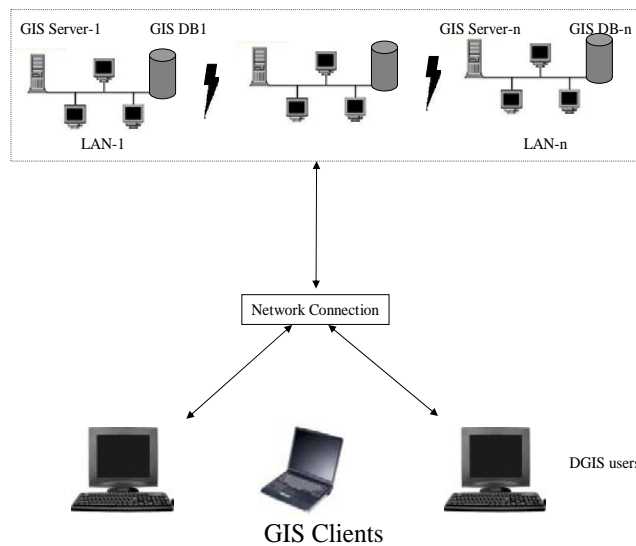 GIS Server-1 GIS DB1 GIS Server-n GIS DB-n
LAN-1 LAN-n
Network Connection
DGIS users
GIS Clients